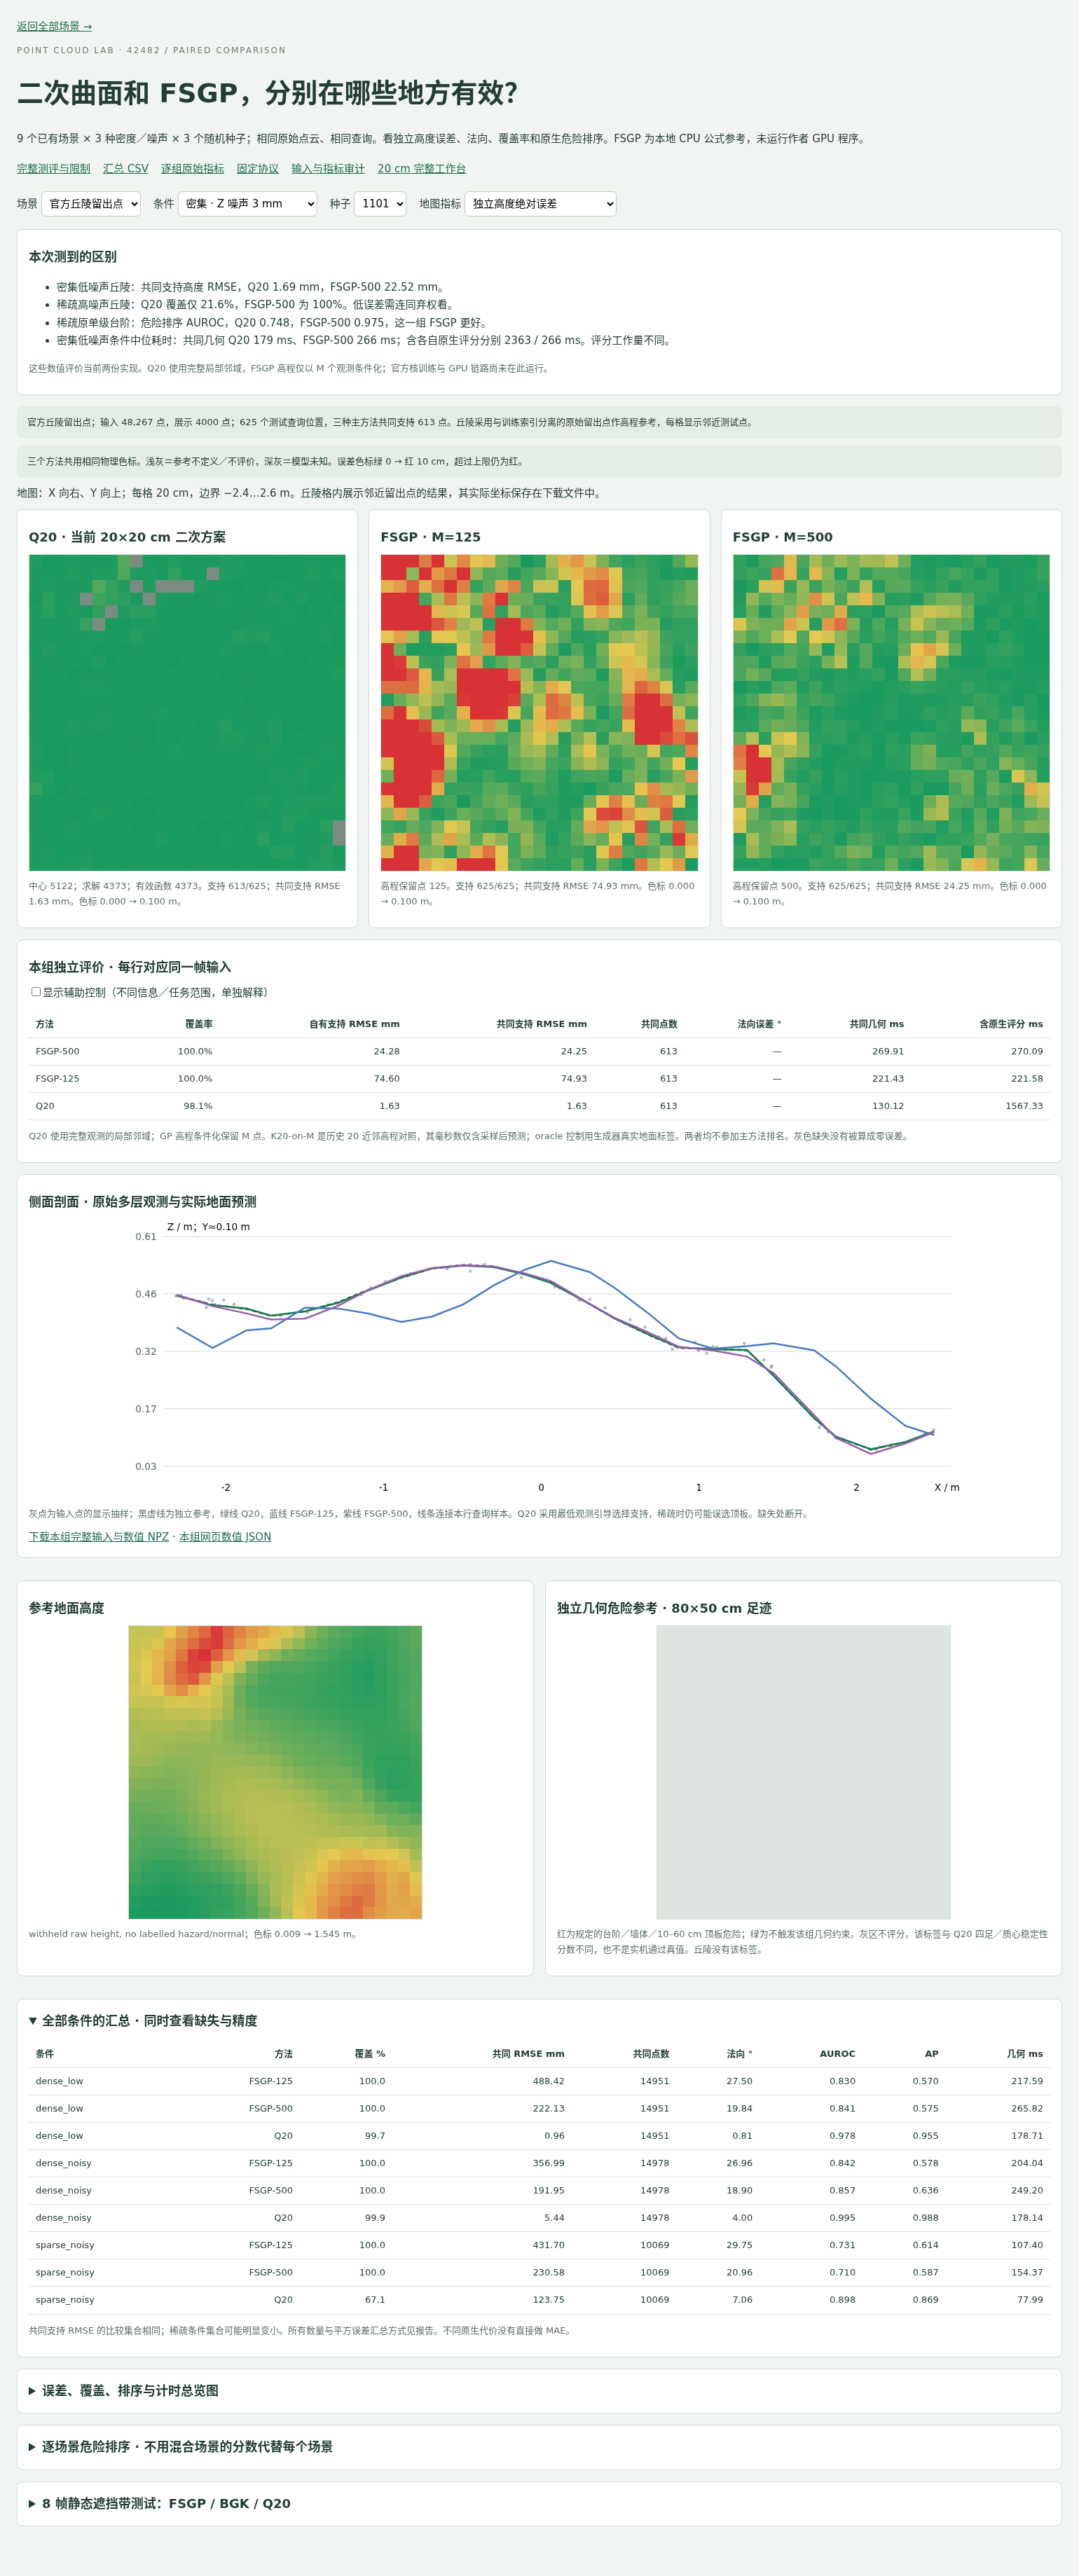 返回全部场景 →
POINT CLOUD LAB · 42482 / PAIRED COMPARISON
二次曲面和 FSGP，分别在哪些地方有效？
9 个已有场景 × 3 种密度／噪声 × 3 个随机种子；相同原始点云、相同查询。看独立高度误差、法向、覆盖率和原生危险排序。FSGP 为本地 CPU 公式参考，未运行作者 GPU 程序。
完整测评与限制 汇总 CSV 逐组原始指标 固定协议 输入与指标审计 20 cm 完整工作台
场景 官方丘陵留出点 条件 密集 · Z 噪声 3 mm 种子 1101 地图指标 独立高度绝对误差
本次测到的区别
• 密集低噪声丘陵：共同支持高度 RMSE，Q20 1.69 mm，FSGP-500 22.52 mm。
• 稀疏高噪声丘陵：Q20 覆盖仅 21.6%，FSGP-500 为 100%。低误差需连同弃权看。
• 稀疏原单级台阶：危险排序 AUROC，Q20 0.748，FSGP-500 0.975，这一组 FSGP 更好。
• 密集低噪声条件中位耗时：共同几何 Q20 179 ms、FSGP-500 266 ms；含各自原生评分分别 2363 / 266 ms。评分工作量不同。
这些数值评价当前两份实现。Q20 使用完整局部邻域，FSGP 高程仅以 M 个观测条件化；官方核训练与 GPU 链路尚未在此运行。
官方丘陵留出点；输入 48,267 点，展示 4000 点；625 个测试查询位置，三种主方法共同支持 613 点。丘陵采用与训练索引分离的原始留出点作高程参考，每格显示邻近测试点。
三个方法共用相同物理色标。浅灰＝参考不定义／不评价，深灰＝模型未知。误差色标绿 0 → 红 10 cm，超过上限仍为红。
地图：X 向右、Y 向上；每格 20 cm，边界 −2.4…2.6 m。丘陵格内展示邻近留出点的结果，其实际坐标保存在下载文件中。
Q20 · 当前 20×20 cm 二次方案
中心 5122；求解 4373；有效函数 4373。支持 613/625；共同支持 RMSE
1.63 mm。色标 0.000 → 0.100 m。
FSGP · M=125
高程保留点 125。支持 625/625；共同支持 RMSE 74.93 mm。色标 0.000
→ 0.100 m。
FSGP · M=500
高程保留点 500。支持 625/625；共同支持 RMSE 24.25 mm。色标 0.000
→ 0.100 m。
本组独立评价 · 每行对应同一帧输入
显示辅助控制（不同信息／任务范围，单独解释）
方法 覆盖率 自有支持 RMSE mm 共同支持 RMSE mm 共同点数 法向误差 ° 共同几何 ms 含原生评分 ms
FSGP-500 100.0% 24.28 24.25 613 — 269.91 270.09
FSGP-125 100.0% 74.60 74.93 613 — 221.43 221.58
Q20 98.1% 1.63 1.63 613 — 130.12 1567.33
Q20 使用完整观测的局部邻域；GP 高程条件化保留 M 点。K20-on-M 是历史 20 近邻高程对照，其毫秒数仅含采样后预测；oracle 控制用生成器真实地面标签。两者均不参加主方法排名。灰色缺失没有被算成零误差。
侧面剖面 · 原始多层观测与实际地面预测
Z / m；Y≈0.10 m
0.61
0.46
0.32
0.17
0.03
-2 -1 0 1 2 X / m
灰点为输入点的显示抽样；黑虚线为独立参考，绿线 Q20，蓝线 FSGP-125，紫线 FSGP-500，线条连接本行查询样本。Q20 采用最低观测引导选择支持，稀疏时仍可能误选顶板。缺失处断开。
下载本组完整输入与数值 NPZ · 本组网页数值 JSON
参考地面高度
withheld raw height, no labelled hazard/normal；色标 0.009 → 1.545 m。
独立几何危险参考 · 80×50 cm 足迹
红为规定的台阶／墙体／10–60 cm 顶板危险；绿为不触发该组几何约束。灰区不评分。该标签与 Q20 四足／质心稳定性
分数不同，也不是实机通过真值。丘陵没有该标签。
▼ 全部条件的汇总 · 同时查看缺失与精度
条件 方法 覆盖 % 共同 RMSE mm 共同点数 法向 ° AUROC AP 几何 ms
dense_low FSGP-125 100.0 488.42 14951 27.50 0.830 0.570 217.59
dense_low FSGP-500 100.0 222.13 14951 19.84 0.841 0.575 265.82
dense_low Q20 99.7 0.96 14951 0.81 0.978 0.955 178.71
dense_noisy FSGP-125 100.0 356.99 14978 26.96 0.842 0.578 204.04
dense_noisy FSGP-500 100.0 191.95 14978 18.90 0.857 0.636 249.20
dense_noisy Q20 99.9 5.44 14978 4.00 0.995 0.988 178.14
sparse_noisy FSGP-125 100.0 431.70 10069 29.75 0.731 0.614 107.40
sparse_noisy FSGP-500 100.0 230.58 10069 20.96 0.710 0.587 154.37
sparse_noisy Q20 67.1 123.75 10069 7.06 0.898 0.869 77.99
共同支持 RMSE 的比较集合相同；稀疏条件集合可能明显变小。所有数量与平方误差汇总方式见报告。不同原生代价没有直接做 MAE。
▶ 误差、覆盖、排序与计时总览图
▶ 逐场景危险排序 · 不用混合场景的分数代替每个场景
▶ 8 帧静态遮挡带测试：FSGP / BGK / Q20